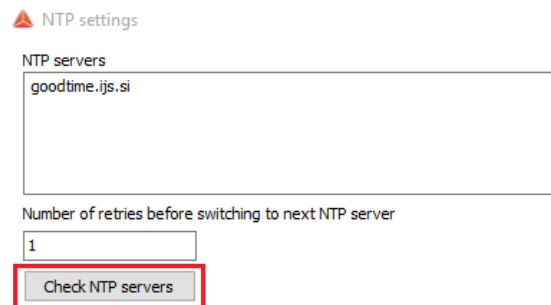 NTP settings
NTP servers
goodtime.ijs.si
Number of retries before switching to next NTP server
1
Check NTP servers